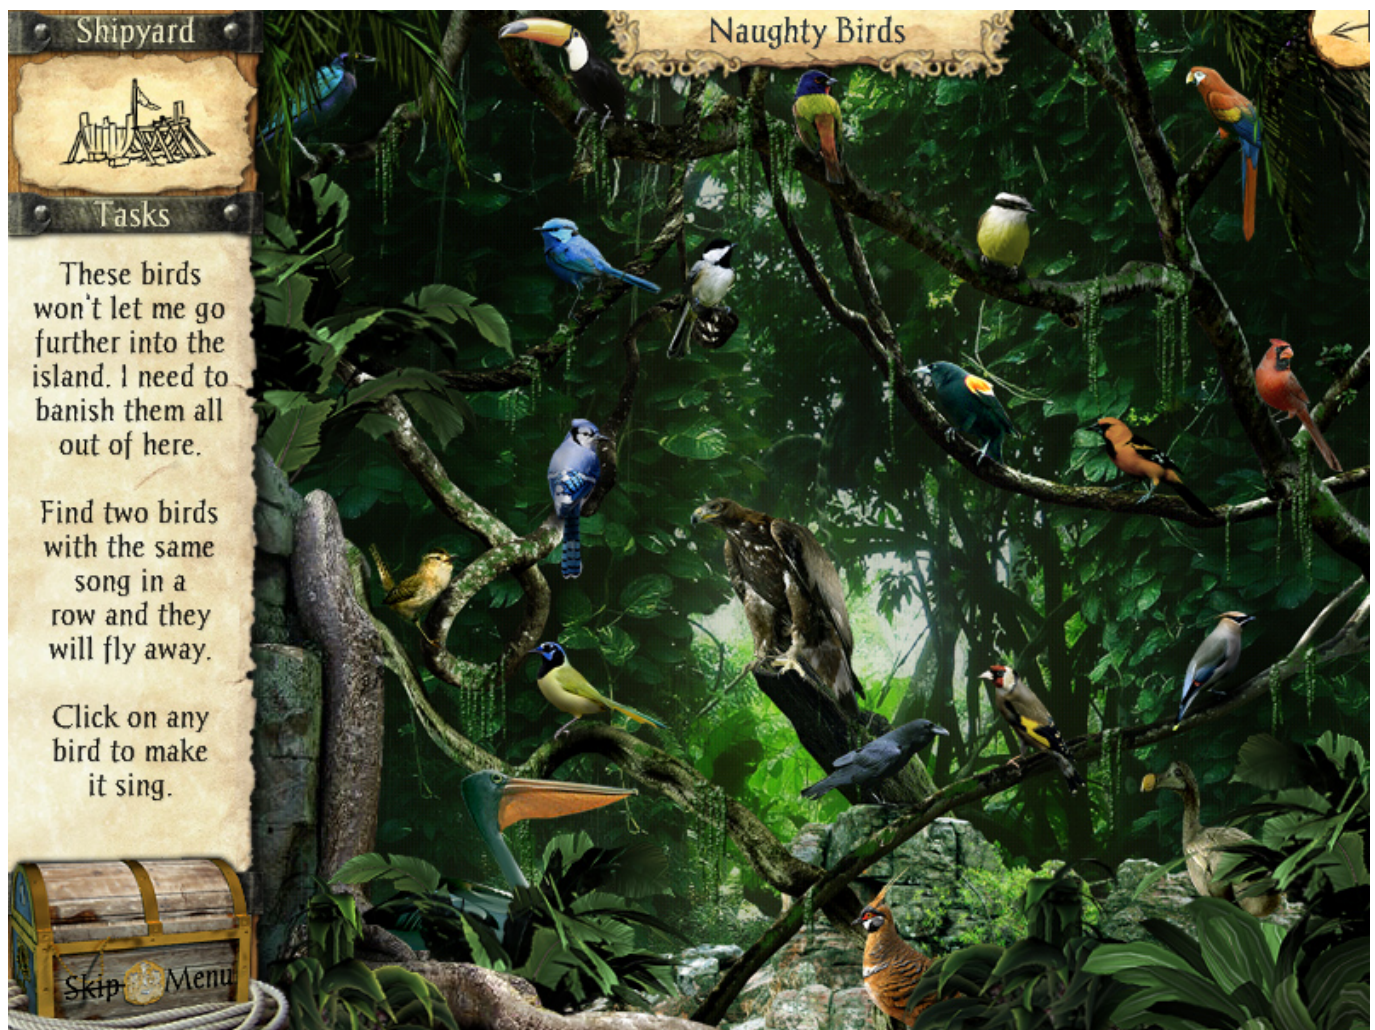 Shipyard
Naughty Birds
Tasks
These birds
won't let me go
further into the
island. I need to
banish them all
out of here.
Find two birds
with the same
song in a
row and they
will fly away.
Click on any
bird to make
it sing.
Skip Menu